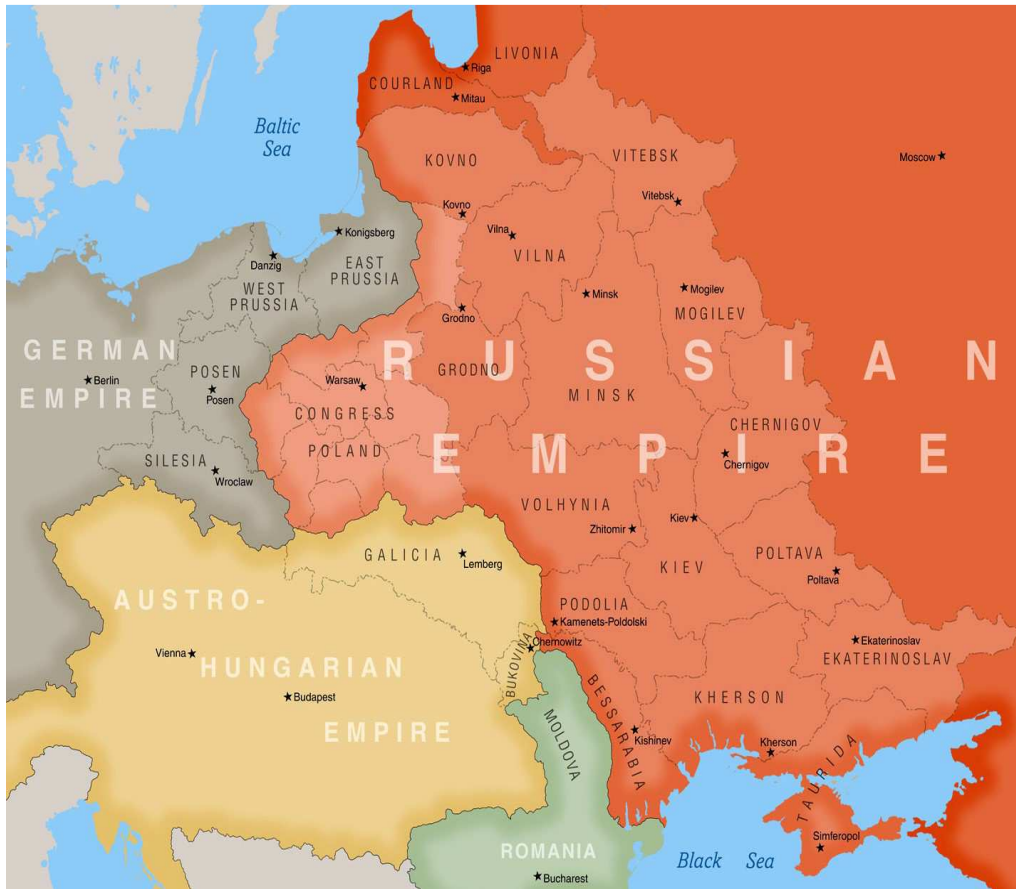 LIVONIA
Riga
COURLAND
Mitau
Baltic
Sea
KOVNO
VITEBSK
Moscow
Vitebsk
Kovno
Vilna
VILNA
Konigsberg
Danzig
EAST
PRUSSIA
WEST
PRUSSIA
Minsk
Mogilev
MOGILEV
Grodno
GERMAN
EMPIRE
Berlin
POSEN
Posen
RUSSIAN
EMPIRE
GRODNO
Warsaw
CONGRESS
POLAND
MINSK
CHERNIGOV
Chernigov
SILESIA
Wroclaw
VOLHYNIA
Zhitomir
Kiev
KIEV
POLTAVA
Poltava
GALICIA
Lemberg
AUSTRO-
HUNGARIAN
EMPIRE
PODOLIA
Kamenets-Poldolski
Chernowitz
BUKOVINA
Vienna
Budapest
Ekaterinoslav
EKATERINOSLAV
BESSARABIA
KHERSON
MOLDOVA
Kishinev
Kherson
TAURIDA
Simferopol
ROMANIA
Bucharest
Black Sea